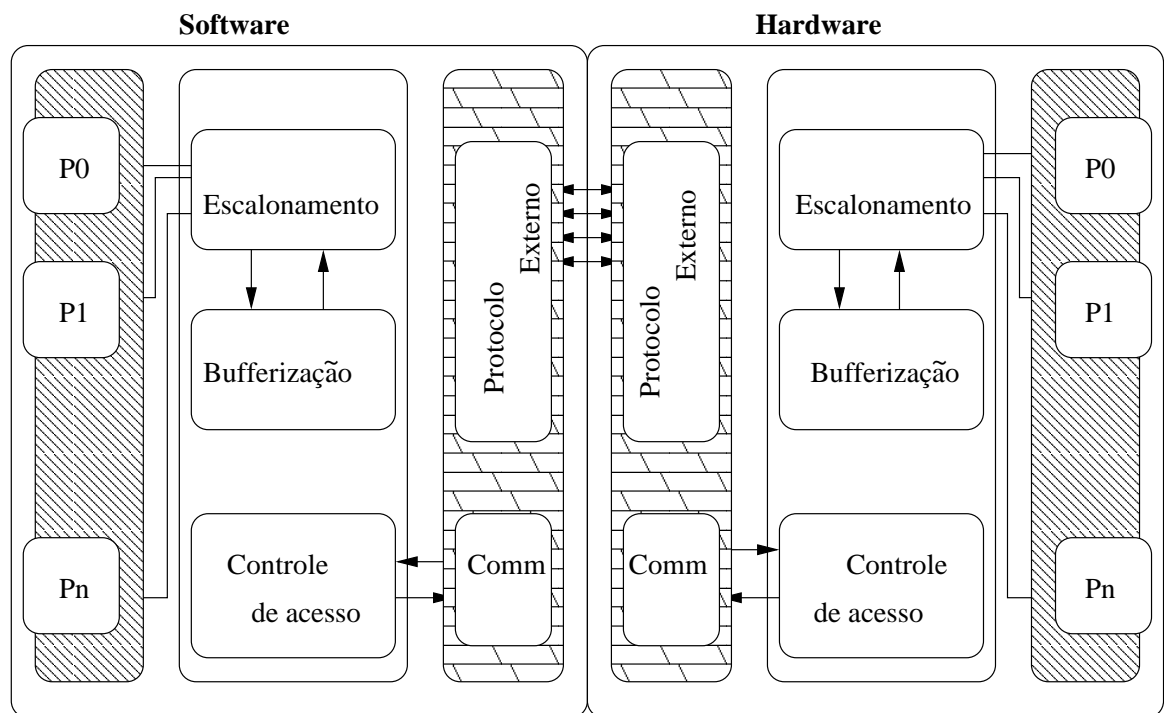 Software
Hardware
P0
P1
Pn
Escalonamento
Bufferização
Controle
de acesso
Protocolo
Externo
Comm
Protocolo
Externo
Comm
Escalonamento
Bufferização
Controle
de acesso
P0
P1
Pn